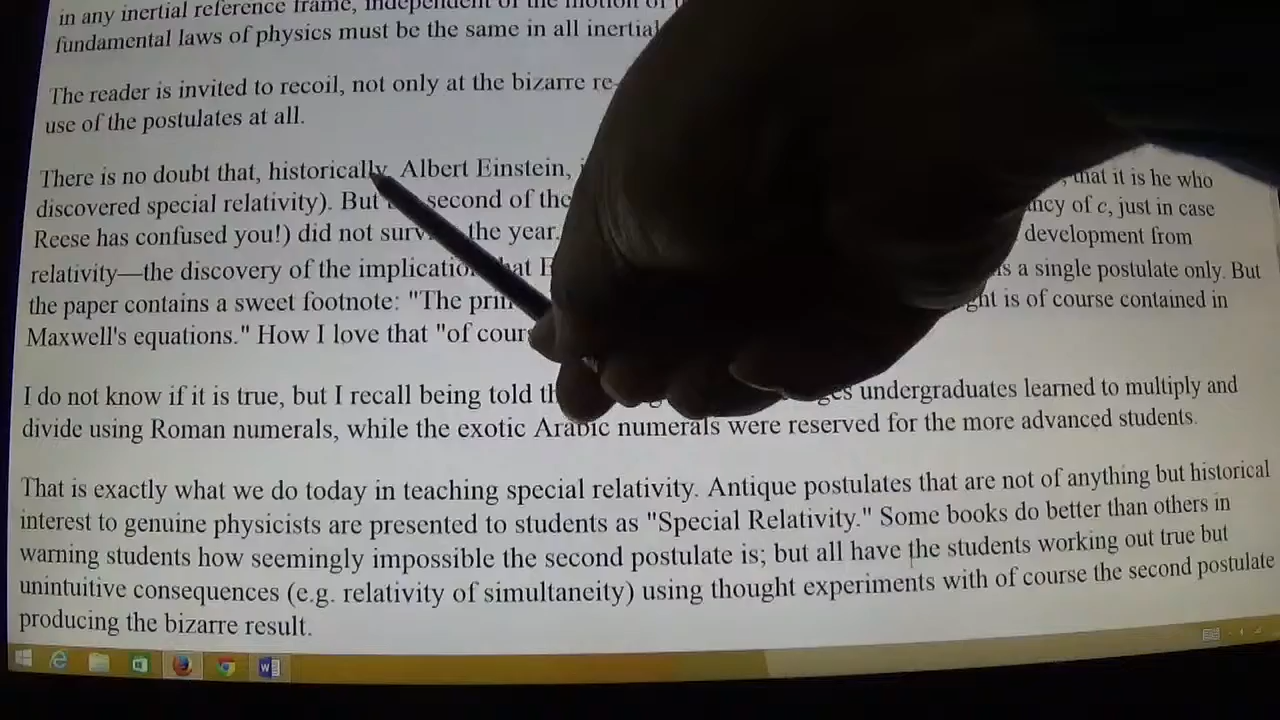 in any inertial reference frame, independent of the motion of
fundamental laws of physics must be the same in all inertial
The reader is invited to recoil, not only at the bizarre re-
use of the postulates at all.
There is no doubt that, historically, Albert Einstein, that it is he who
discovered special relativity). But second of the of c, just in case
Reese has confused you!) did not the year. development from
relativity—the discovery of the is a single postulate only. But
the paper contains a sweet footnote: "The is of course contained in
Maxwell's equations." How I love that "of
I do not know if it is true, but I recall being told undergraduates learned to multiply and
divide using Roman numerals, while the exotic Arabic numerals were reserved for the more advanced students.
That is exactly what we do today in teaching special relativity. Antique postulates that are not of anything but historical
interest to genuine physicists are presented to students as "Special Relativity." Some books do better than others in
warning students how seemingly impossible the second postulate is; but all have the students working out true but
unintuitive consequences (e.g. relativity of simultaneity) using thought experiments with of course the second postulate
producing the bizarre result.